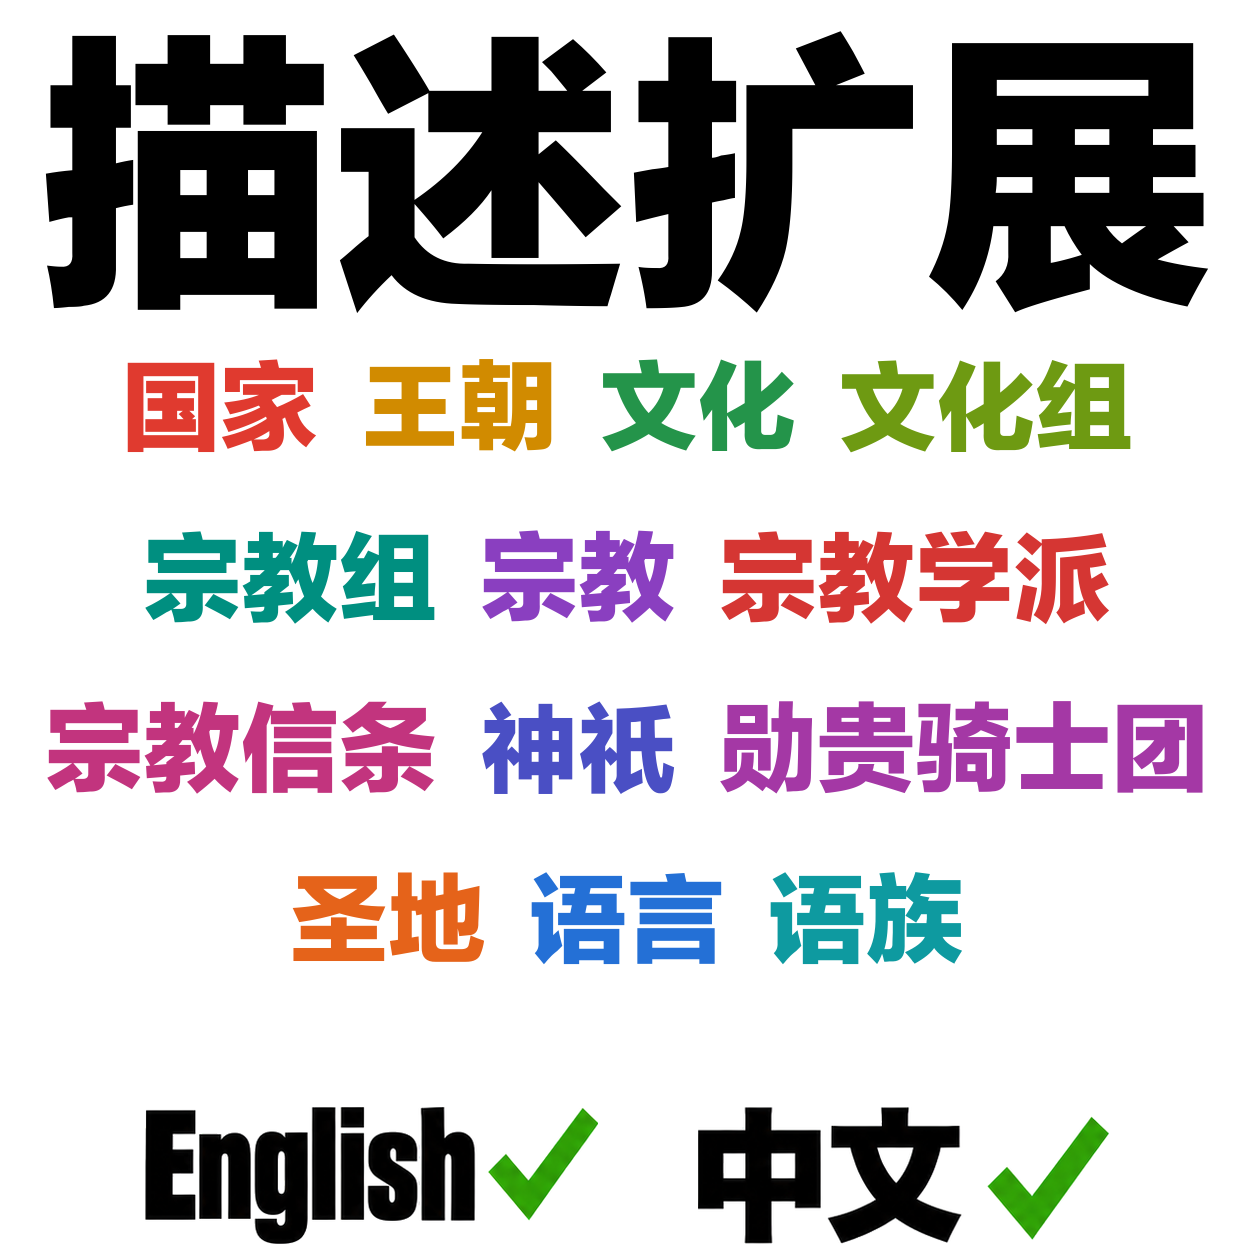 描述扩展
国家 王朝 文化 文化组
宗教组 宗教 宗教学派
宗教信条 神祇 勋贵骑士团
圣地 语言 语族
English 中文